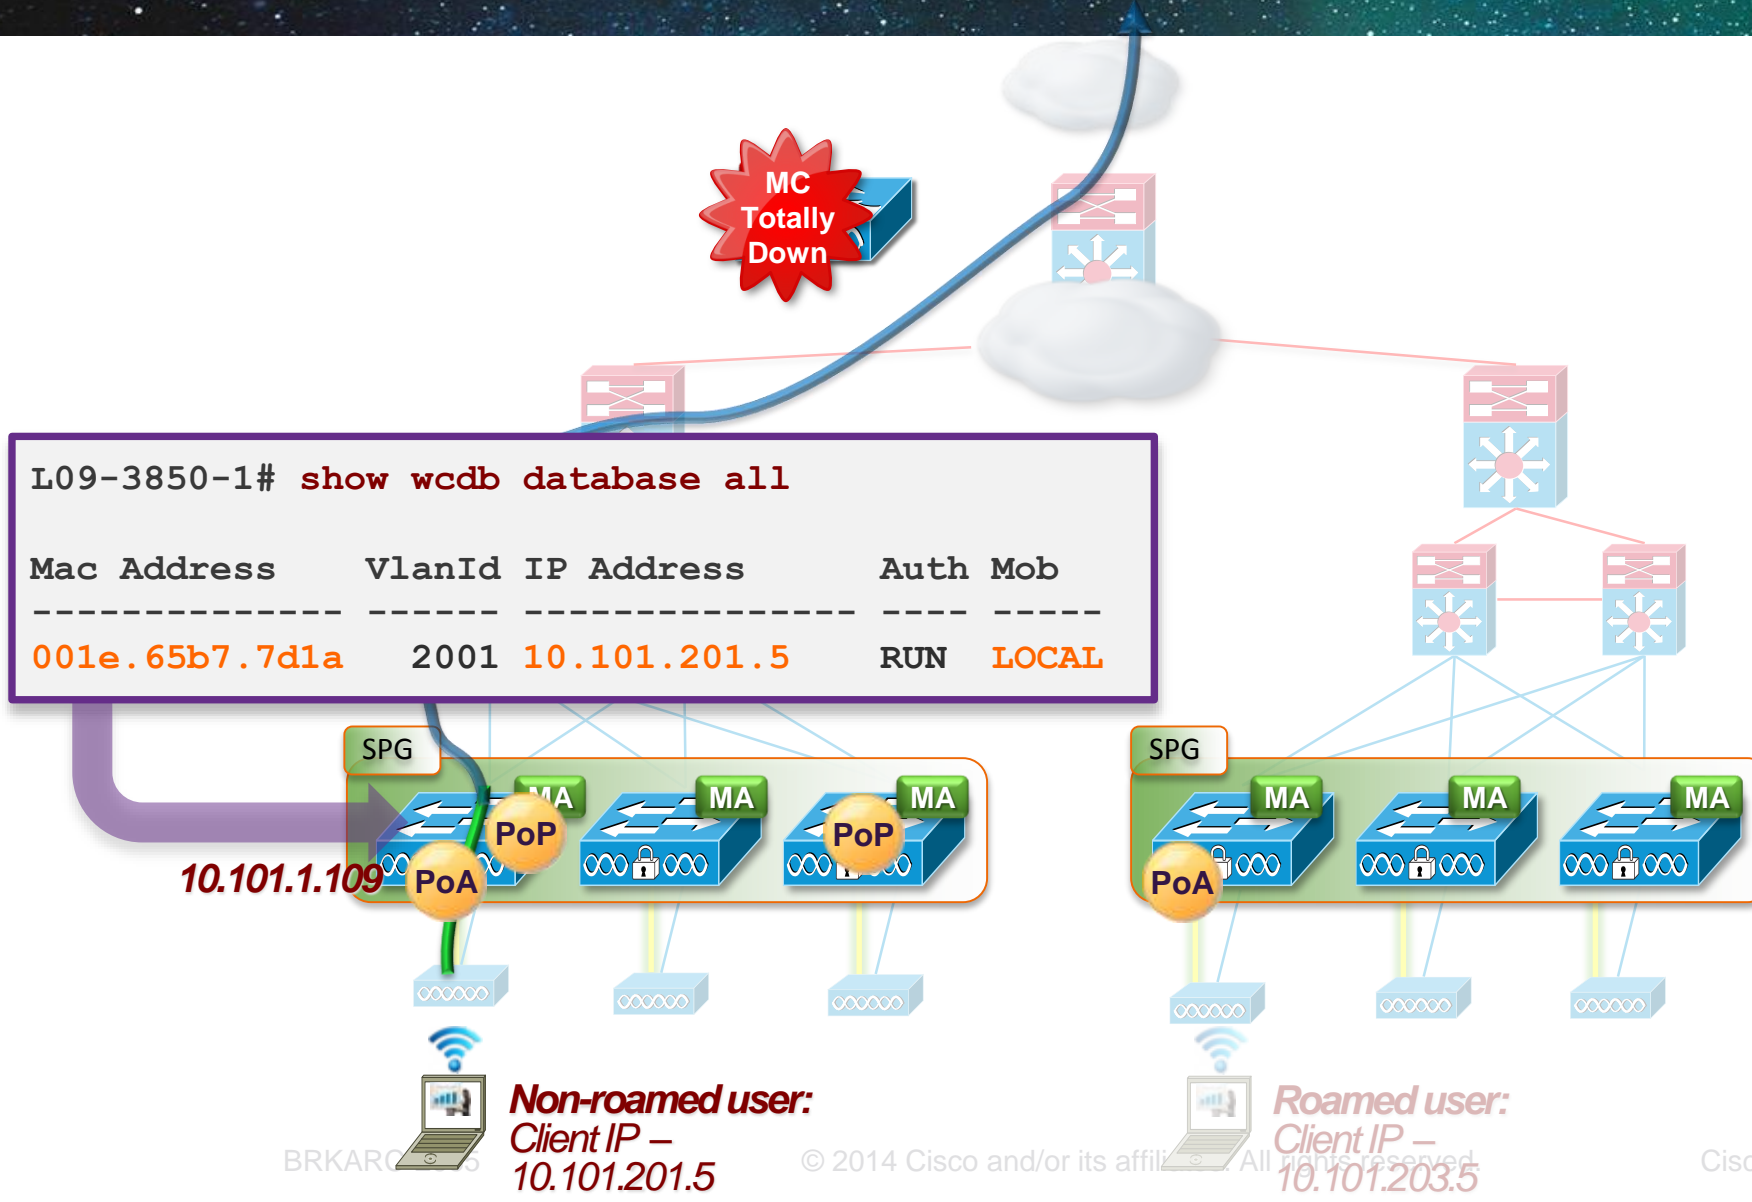 MC
Totally
Down
L09-3850-1# show wcdb database all
Mac Address VlanId IP Address Auth Mob
-------------- ------ --------------- ---- -----
001e.65b7.7d1a 2001 10.101.201.5 RUN LOCAL
SPG
MA
MA
MA
PoP
PoP
10.101.1.109
PoA
SPG
MA
MA
MA
PoA
Non-roamed user:
Client IP –
10.101.201.5
Roamed user:
Client IP –
10.101.203.5
© 2014 Cisco and/or its All rights reserved.